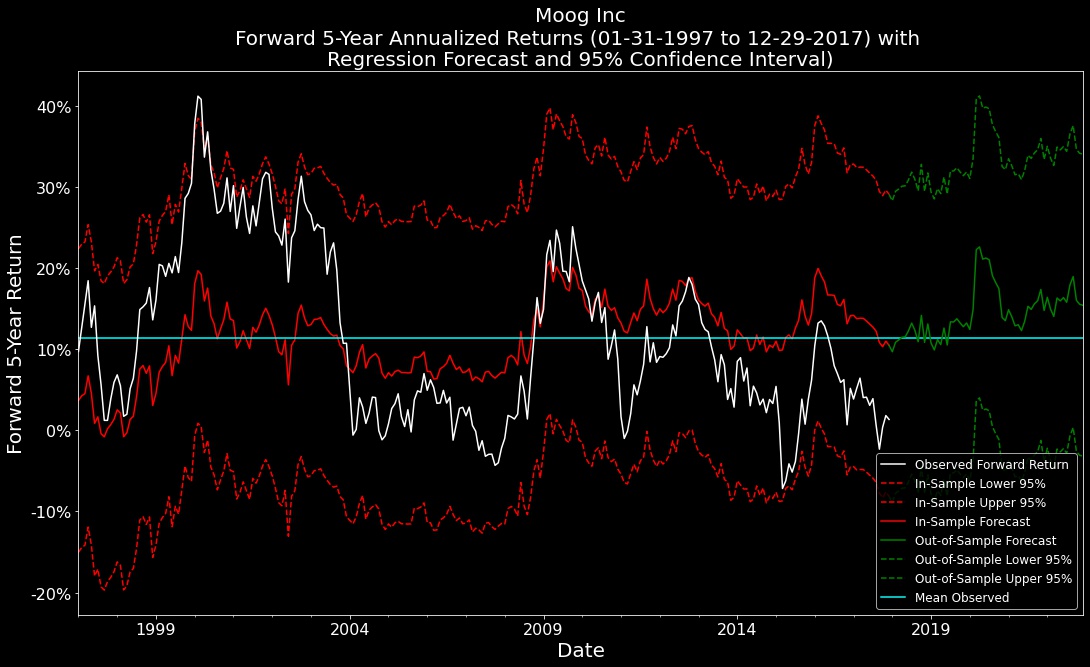 Moog Inc
Forward 5-Year Annualized Returns (01-31-1997 to 12-29-2017) with
Regression Forecast and 95% Confidence Interval)
Forward 5-Year Return
40%
30%
20%
10%
0%
-10%
-20%
Observed Forward Return
In-Sample Lower 95%
In-Sample Upper 95%
In-Sample Forecast
Out-of-Sample Forecast
Out-of-Sample Lower 95%
Out-of-Sample Upper 95%
Mean Observed
1999
2004
2009
2014
2019
Date